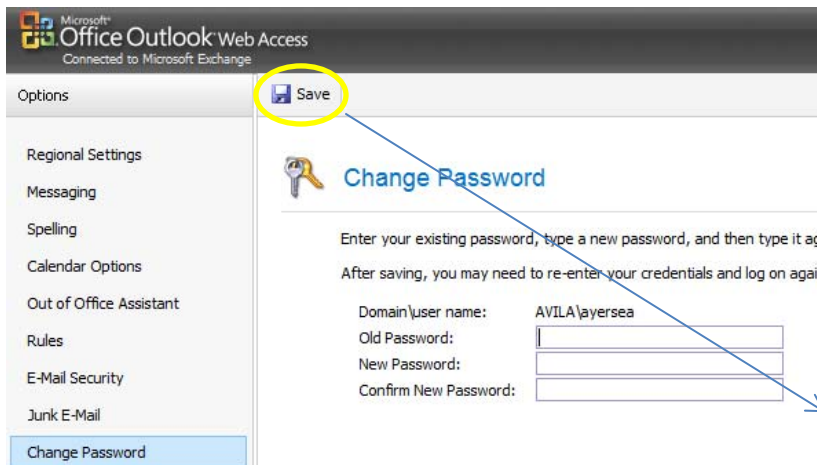 Microsoft®
Office Outlook Web Access
Connected to Microsoft Exchange
Options
Save
Regional Settings
Messaging
Spelling
Calendar Options
Out of Office Assistant
Rules
E-Mail Security
Junk E-Mail
Change Password
Change Password
Enter your existing password, type a new password, and then type it ag
After saving, you may need to re-enter your credentials and log on agai
Domain\user name: AVILA\ayersea
Old Password:
New Password:
Confirm New Password: